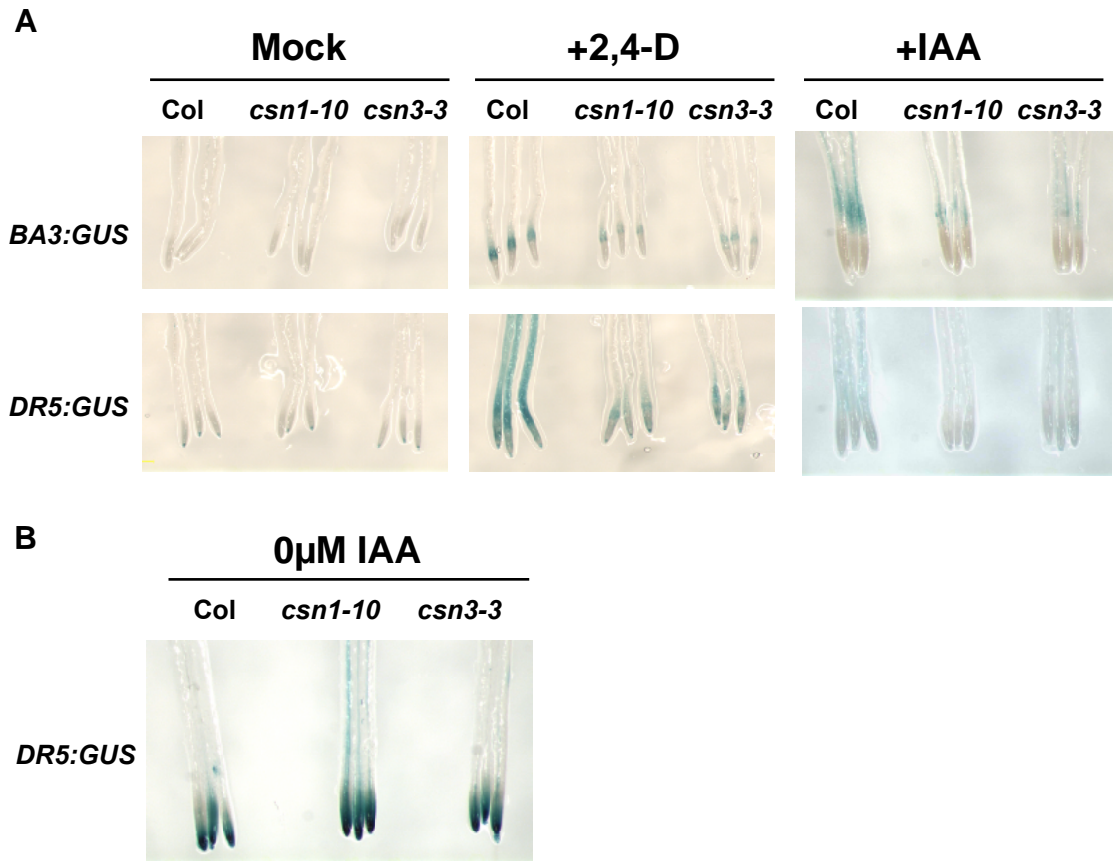 A
Mock +2,4-D +IAA
Col csn1-10 csn3-3 Col csn1-10 csn3-3 Col csn1-10 csn3-3
BA3:GUS
DR5:GUS
B
0µM IAA
Col csn1-10 csn3-3
DR5:GUS